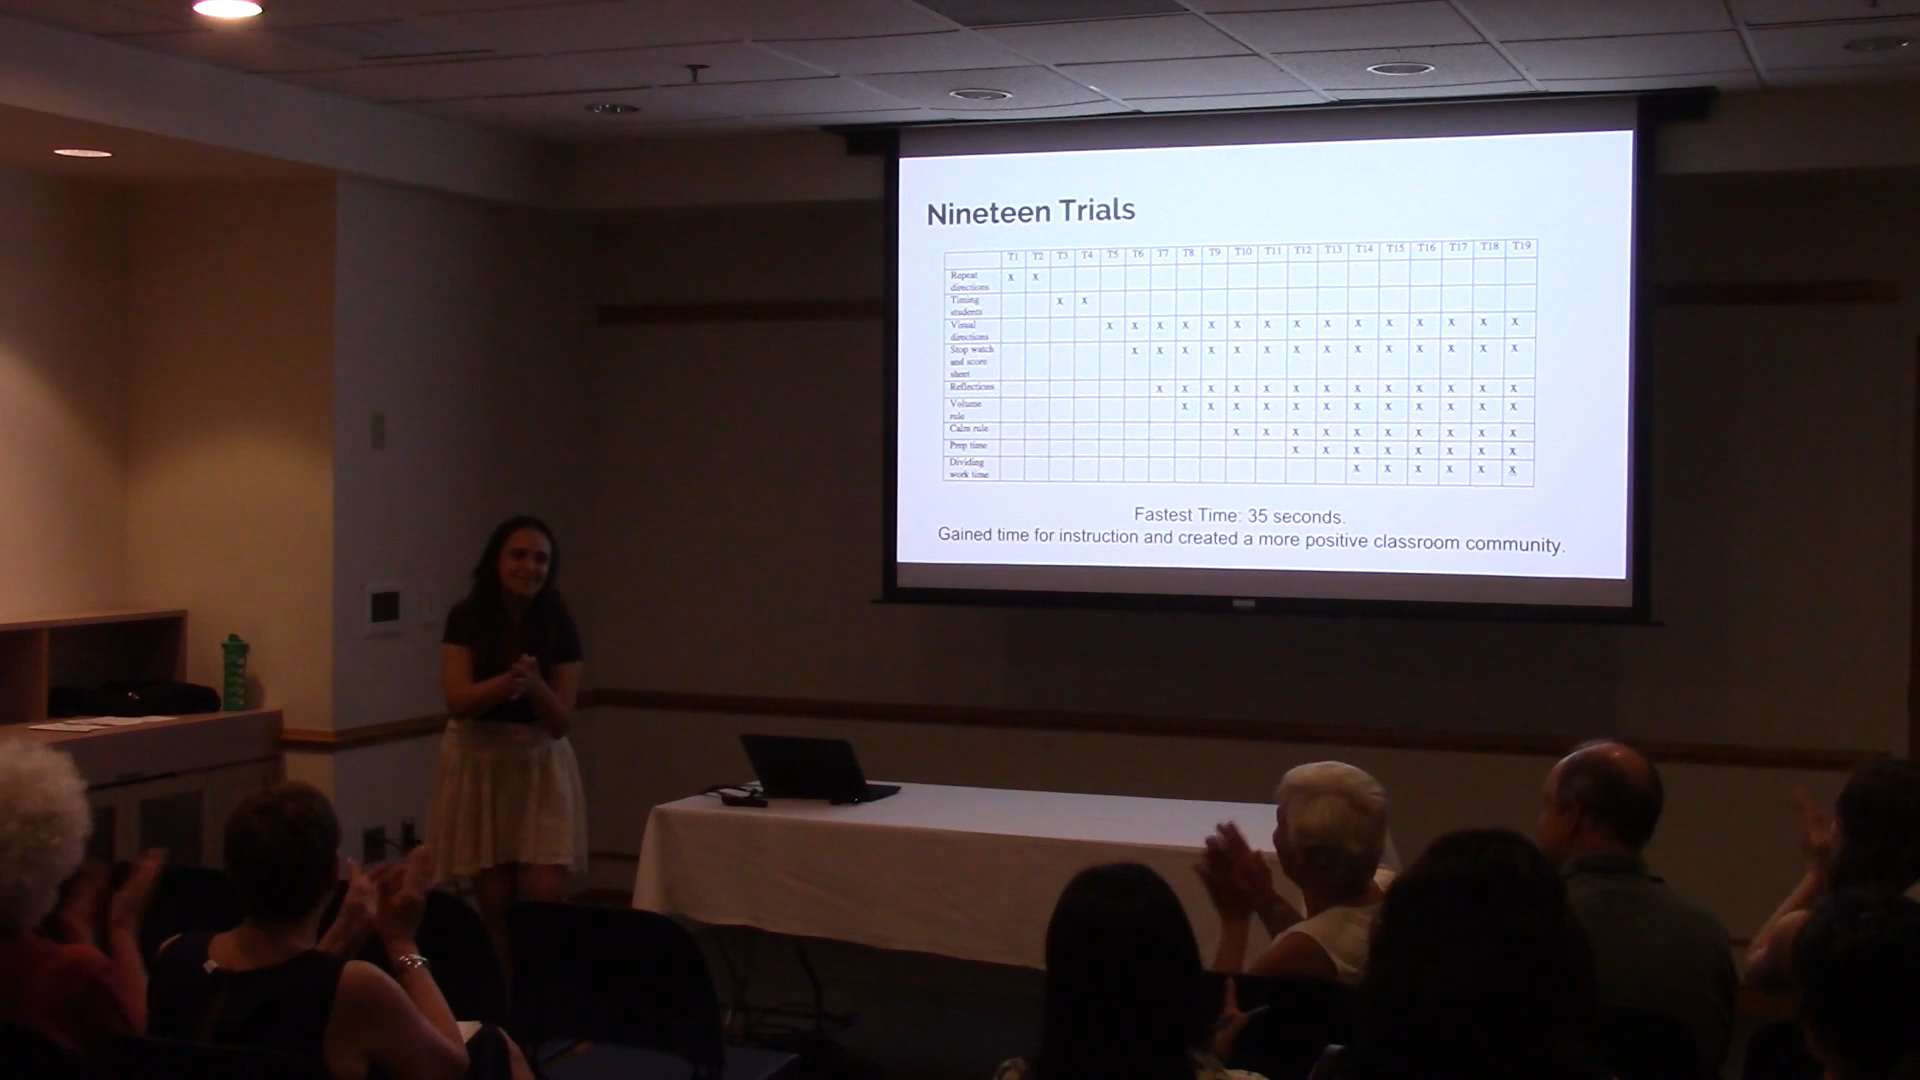 Nineteen Trials
T1 T2 T3 T4 T5 T6 T7 T8 T9 T10 T11 T12 T13 T14 T15 T16 T17 T18 T19
Repeat x x
directions
Timing x x
students
Visual x x x x x x x x x x x x x x x
directions
Stop watch x x x x x x x x x x x x x x
and score
sheet
Reflections x x x x x x x x x x x x x
Volume x x x x x x x x x x x x
rule
Calm rule x x x x x x x x x x
Prep time x x x x x x x x
Dividing x x x x x x
work time
Fastest Time: 35 seconds.
Gained time for instruction and created a more positive classroom community.